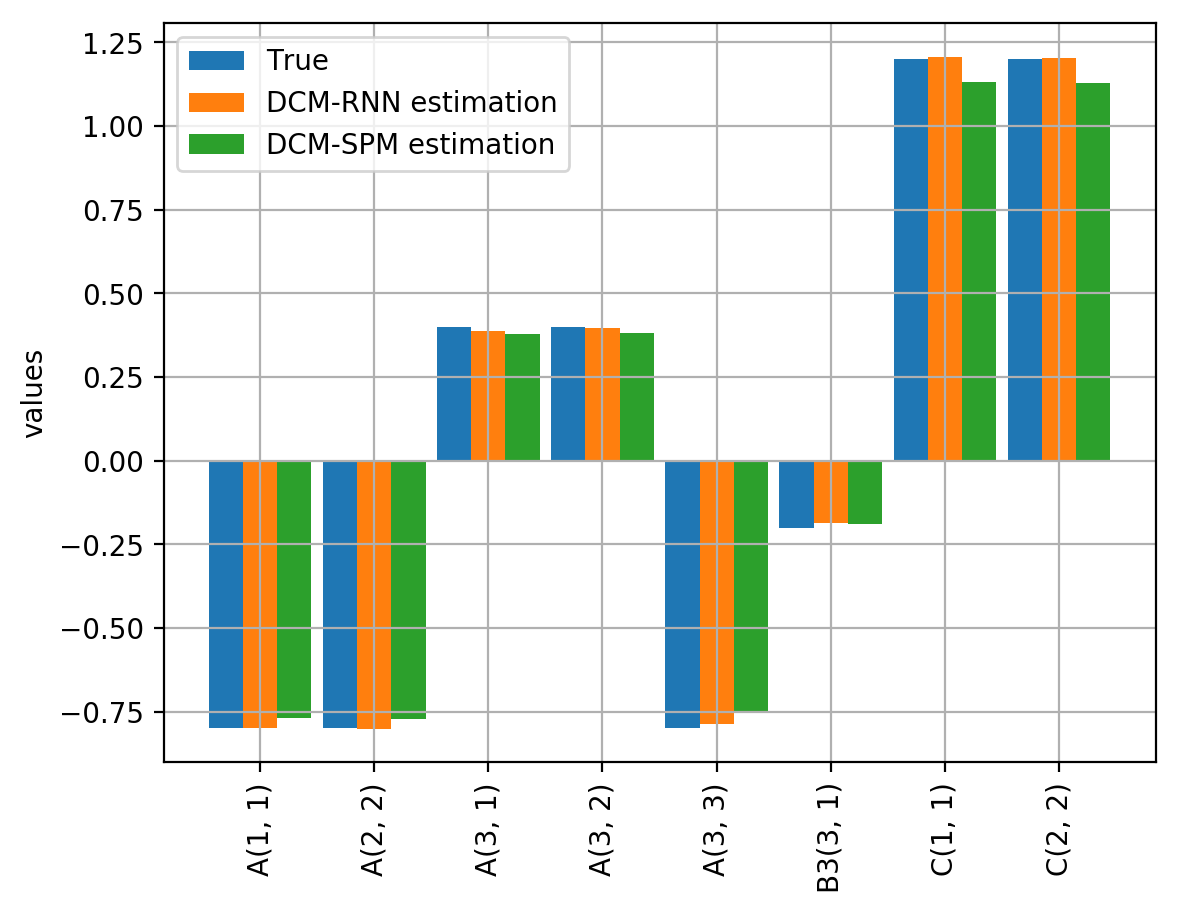 True
DCM-RNN estimation
DCM-SPM estimation
values
1.25
1.00
0.75
0.50
0.25
0.00
−0.25
−0.50
−0.75
A(1, 1)
A(2, 2)
A(3, 1)
A(3, 2)
A(3, 3)
B3(3, 1)
C(1, 1)
C(2, 2)